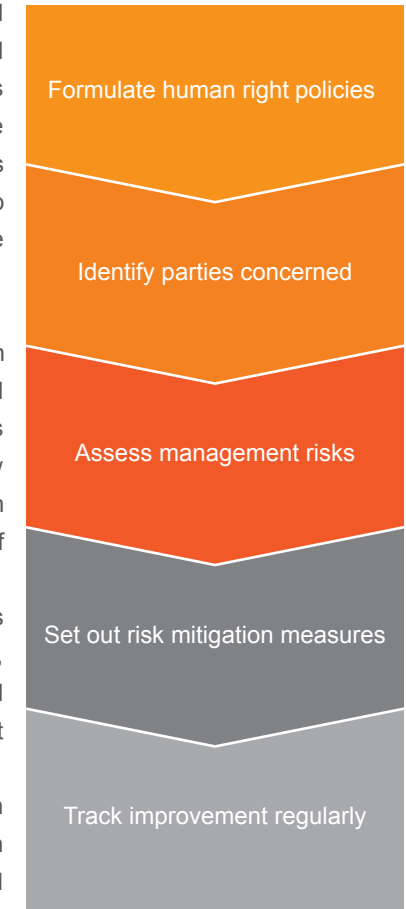 Formulate human right policies
Identify parties concerned
Assess management risks
Set out risk mitigation measures
Track improvement regularly